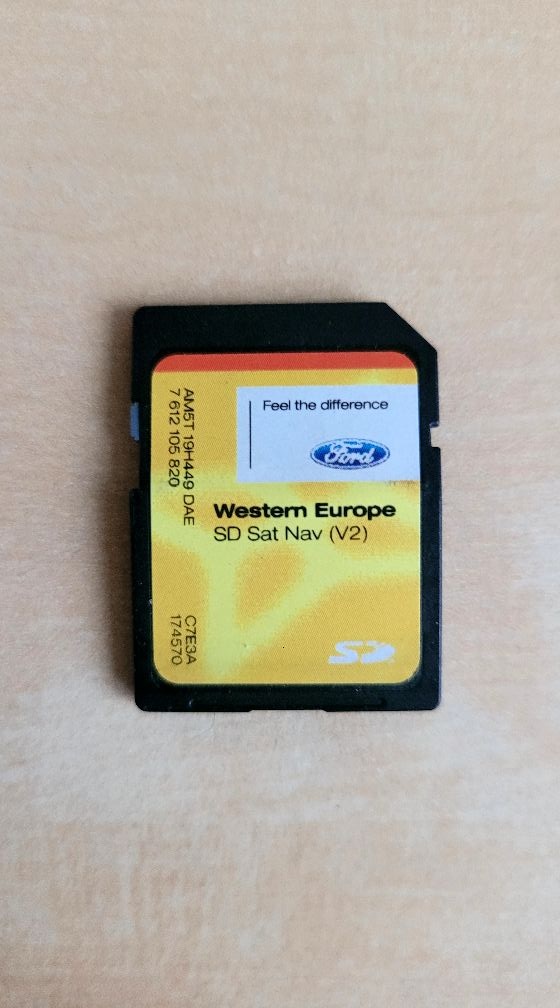 Feel the difference
Ford
Western Europe
SD Sat Nav (V2)
SD
AM5T 19H449 DAE
7 612 105 820
C7E3A
174570